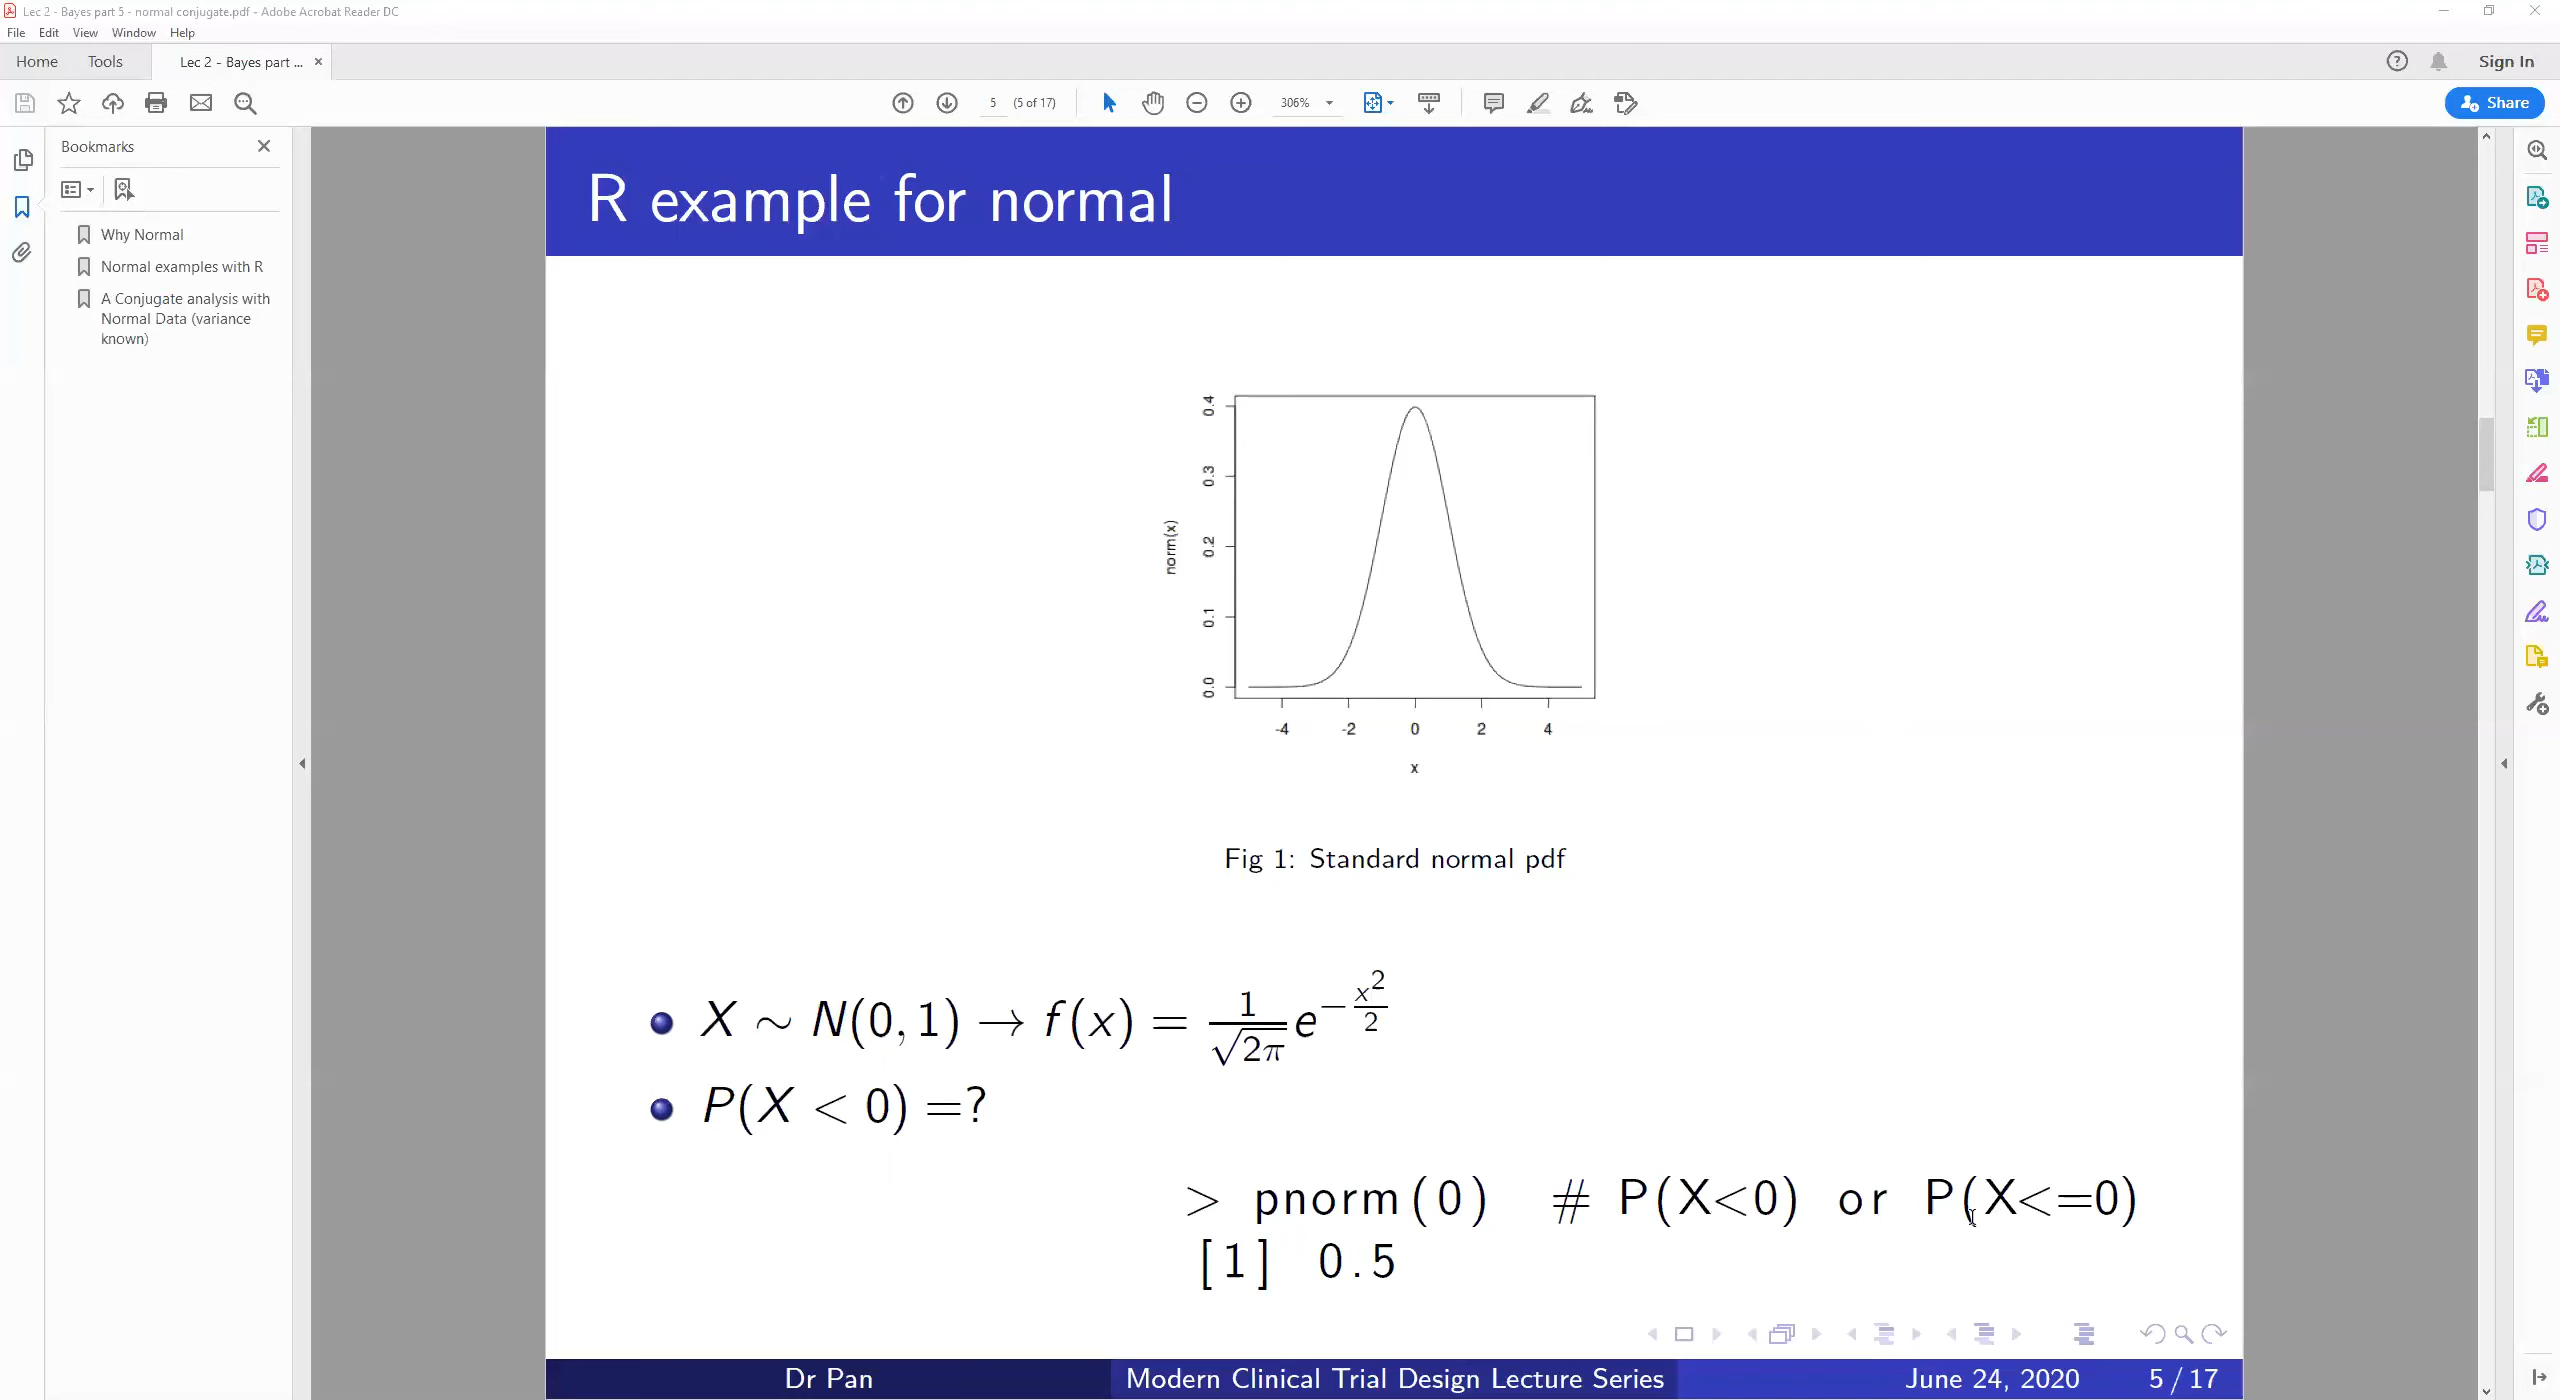 Lec 2 - Bayes part 5 - normal conjugate.pdf - Adobe Acrobat Reader DC
File Edit View Window Help
Home Tools Lec 2 - Bayes part ... × Sign In
5 (5 of 17) 306% Share
Bookmarks
Why Normal
Normal examples with R
A Conjugate analysis with
Normal Data (variance
known)
R example for normal
0.4
0.3
0.2
0.1
0.0
norm(x)
-4 -2 0 2 4
x
Fig 1: Standard normal pdf
X ∼ N(0, 1) → f(x) = 1/√2π e^−x²/2
P(X < 0) =?
> pnorm(0) # P(X<0) or P(X<=0)
[1] 0.5
Dr Pan Modern Clinical Trial Design Lecture Series June 24, 2020 5 / 17